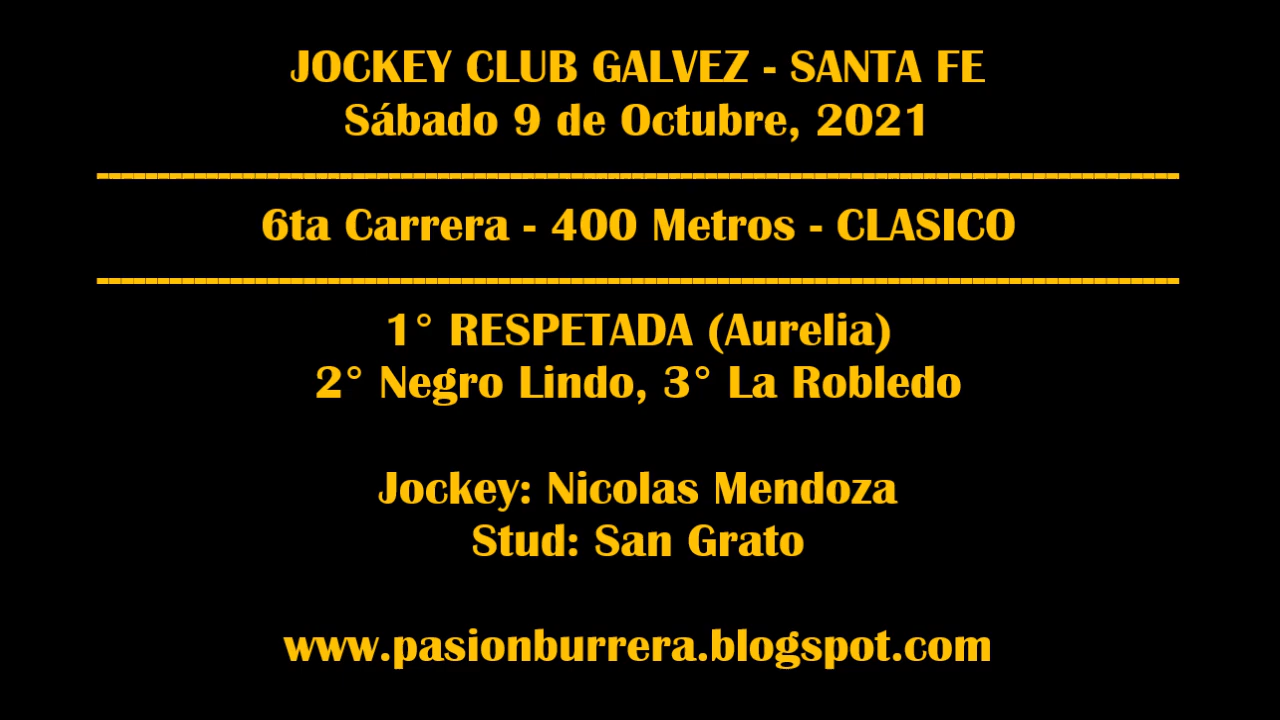 JOCKEY CLUB GALVEZ - SANTA FE
Sábado 9 de Octubre, 2021
6ta Carrera - 400 Metros - CLASICO
1° RESPETADA (Aurelia)
2° Negro Lindo, 3° La Robledo
Jockey: Nicolas Mendoza
Stud: San Grato
www.pasionburrera.blogspot.com